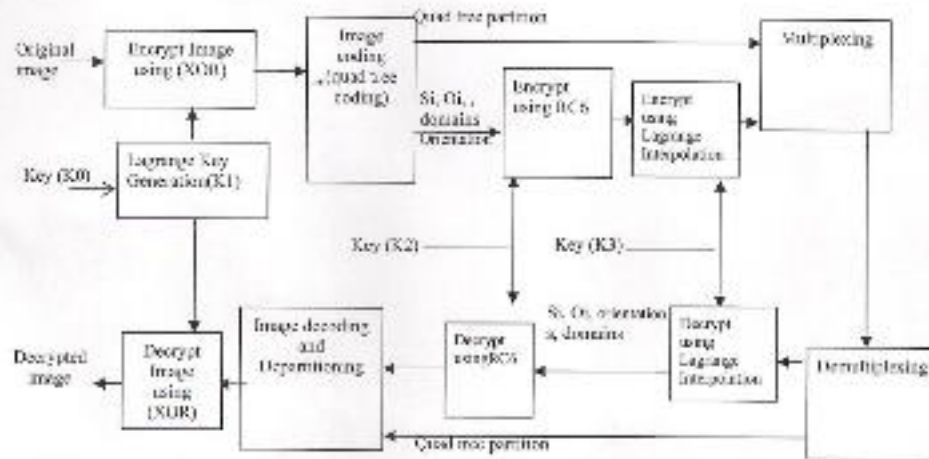 Quad tree partition
Original
image
Encrypt Image
using (XOR)
Image
coding
(quad tree
coding)
Multiplexing
Si, Oi, ,
domains
Orientation
Encrypt
using RC6
Encrypt
using
Lagrange
Interpolation
Key (K0)
Lagrange Key
Generation(K1)
Key (K2)
Key (K3)
Image decoding
and
Departitioning
Si, Oi, orientation
s, domains
Decrypt
usingRC6
Decrypt
using
Lagrange
Interpolation
Demultiplexing
Decrypted
image
Decrypt
Image
using
(XOR)
Quad tree partition